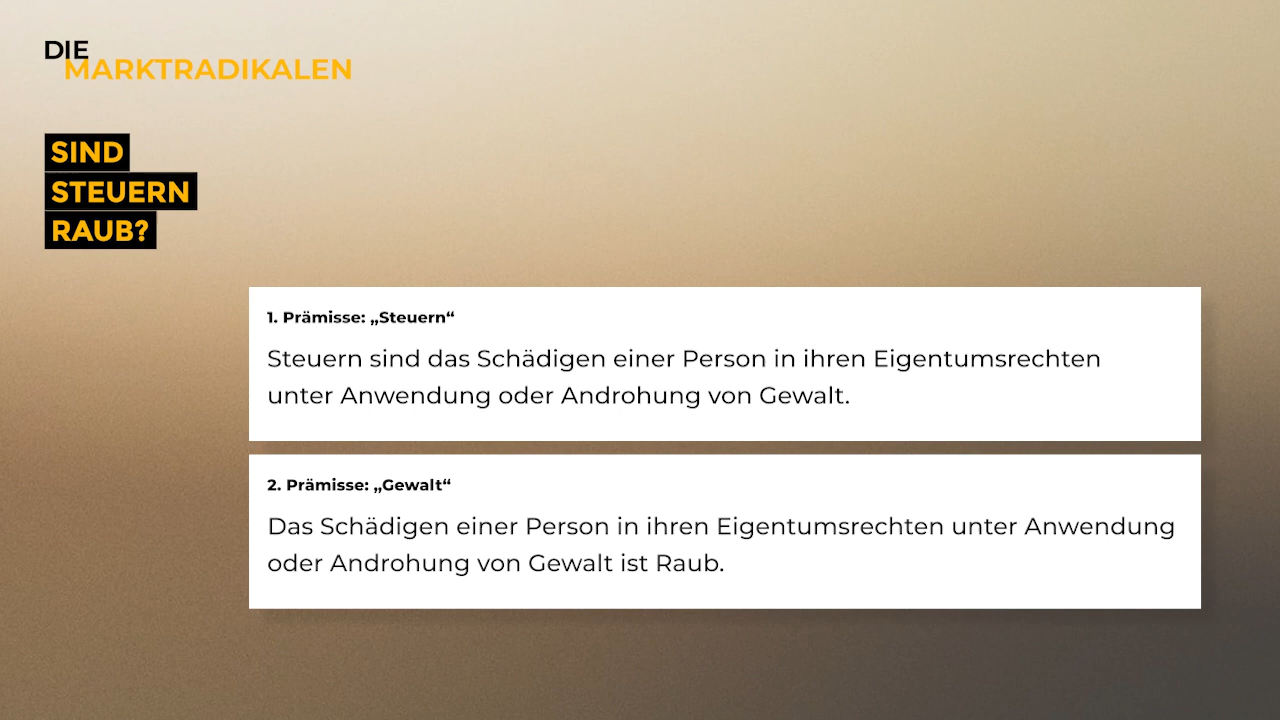 DIE
MARKTRADIKALEN
SIND
STEUERN
RAUB?
1. Prämisse: „Steuern“
Steuern sind das Schädigen einer Person in ihren Eigentumsrechten
unter Anwendung oder Androhung von Gewalt.
2. Prämisse: „Gewalt“
Das Schädigen einer Person in ihren Eigentumsrechten unter Anwendung
oder Androhung von Gewalt ist Raub.